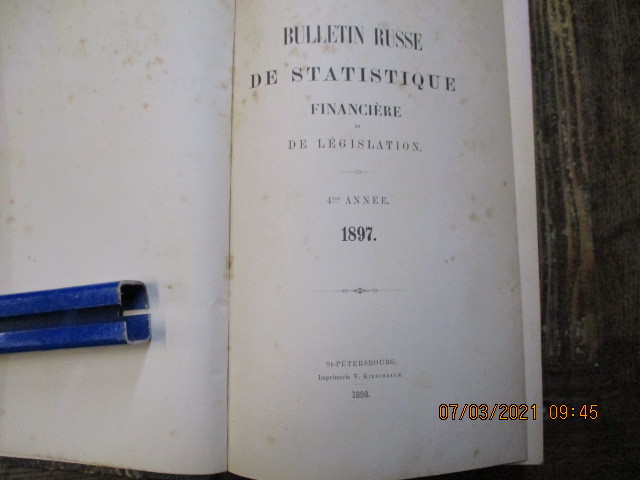 BULLETIN RUSSE
DE STATISTIQUE
FINANCIÈRE
ET
DE LÉGISLATION.
4me ANNÉE.
1897.
St-PÉTERSBOURG.
Imprimerie V. Kirschbaum.
1898.
07/03/2021 09:45